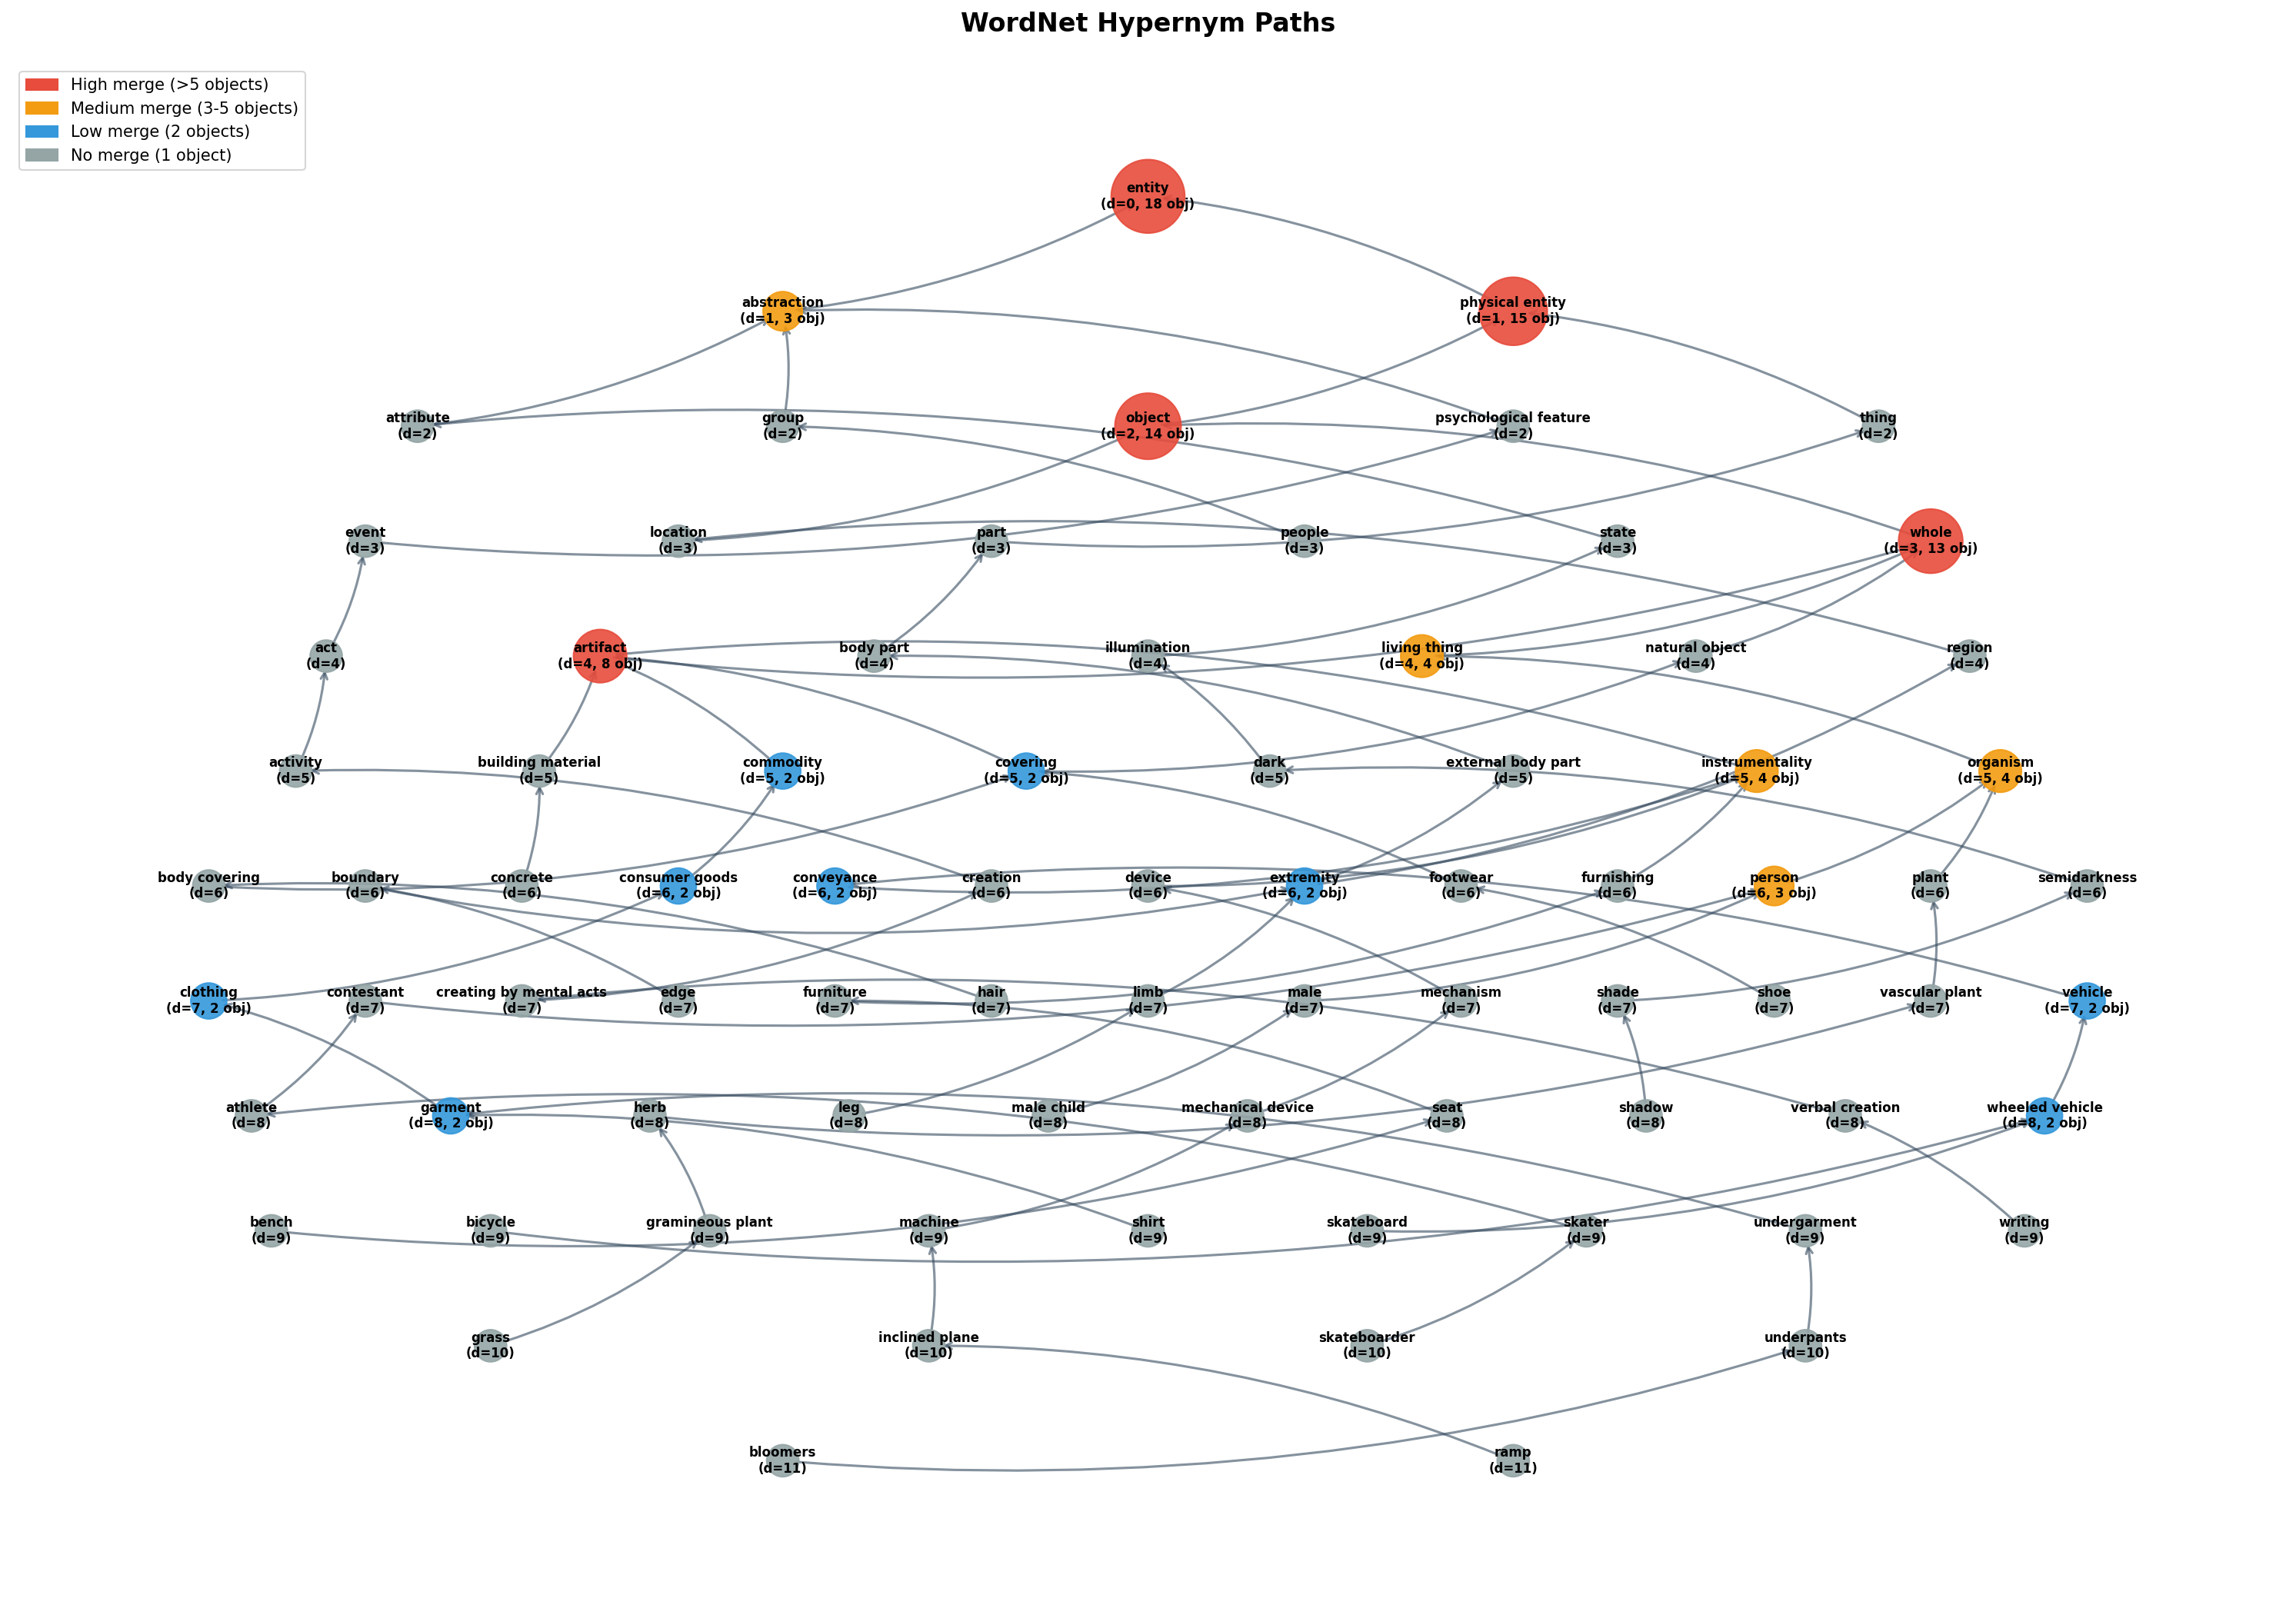 WordNet Hypernym Paths
High merge (>5 objects)
Medium merge (3-5 objects)
Low merge (2 objects)
No merge (1 object)
entity
(d=0, 18 obj)
abstraction
(d=1, 3 obj)
physical entity
(d=1, 15 obj)
attribute
(d=2)
group
(d=2)
object
(d=2, 14 obj)
psychological feature
(d=2)
thing
(d=2)
event
(d=3)
location
(d=3)
part
(d=3)
people
(d=3)
state
(d=3)
whole
(d=3, 13 obj)
act
(d=4)
artifact
(d=4, 8 obj)
body part
(d=4)
illumination
(d=4)
living thing
(d=4, 4 obj)
natural object
(d=4)
region
(d=4)
activity
(d=5)
building material
(d=5)
commodity
(d=5, 2 obj)
covering
(d=5, 2 obj)
dark
(d=5)
external body part
(d=5)
instrumentality
(d=5, 4 obj)
organism
(d=5, 4 obj)
body covering
(d=6)
boundary
(d=6)
concrete
(d=6)
consumer goods
(d=6, 2 obj)
conveyance
(d=6, 2 obj)
creation
(d=6)
device
(d=6)
extremity
(d=6, 2 obj)
footwear
(d=6)
furnishing
(d=6)
person
(d=6, 3 obj)
plant
(d=6)
semidarkness
(d=6)
clothing
(d=7, 2 obj)
contestant
(d=7)
creating by mental acts
(d=7)
edge
(d=7)
furniture
(d=7)
hair
(d=7)
limb
(d=7)
male
(d=7)
mechanism
(d=7)
shade
(d=7)
shoe
(d=7)
vascular plant
(d=7)
vehicle
(d=7, 2 obj)
athlete
(d=8)
garment
(d=8, 2 obj)
herb
(d=8)
leg
(d=8)
male child
(d=8)
mechanical device
(d=8)
seat
(d=8)
shadow
(d=8)
verbal creation
(d=8)
wheeled vehicle
(d=8, 2 obj)
bench
(d=9)
bicycle
(d=9)
gramineous plant
(d=9)
machine
(d=9)
shirt
(d=9)
skateboard
(d=9)
skater
(d=9)
undergarment
(d=9)
writing
(d=9)
grass
(d=10)
inclined plane
(d=10)
skateboarder
(d=10)
underpants
(d=10)
bloomers
(d=11)
ramp
(d=11)